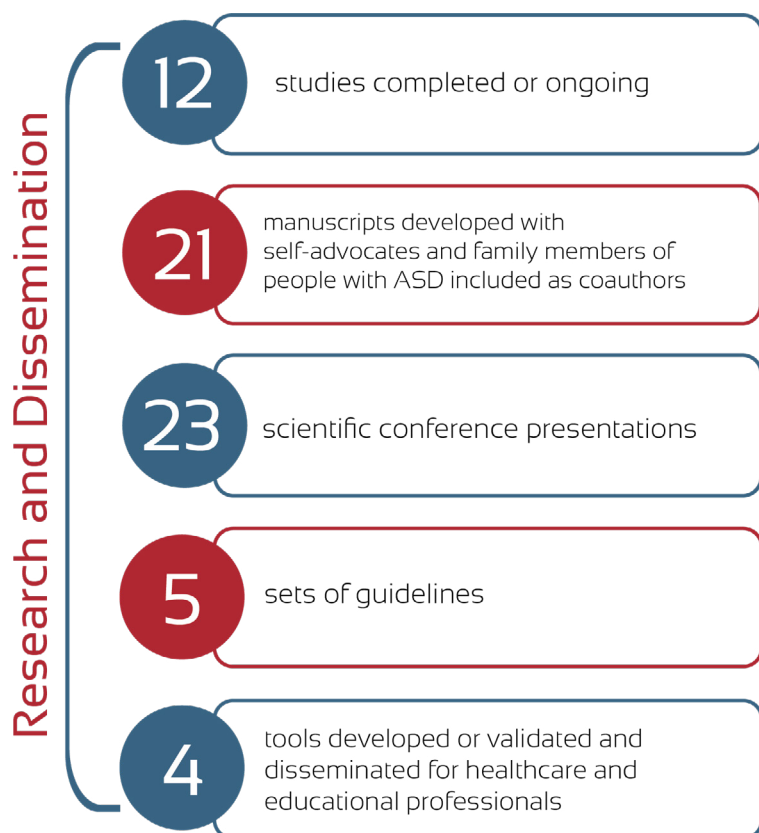 Research and Dissemination
12
studies completed or ongoing
21
manuscripts developed with
self-advocates and family members of
people with ASD included as coauthors
23
scientific conference presentations
5
sets of guidelines
4
tools developed or validated and
disseminated for healthcare and
educational professionals